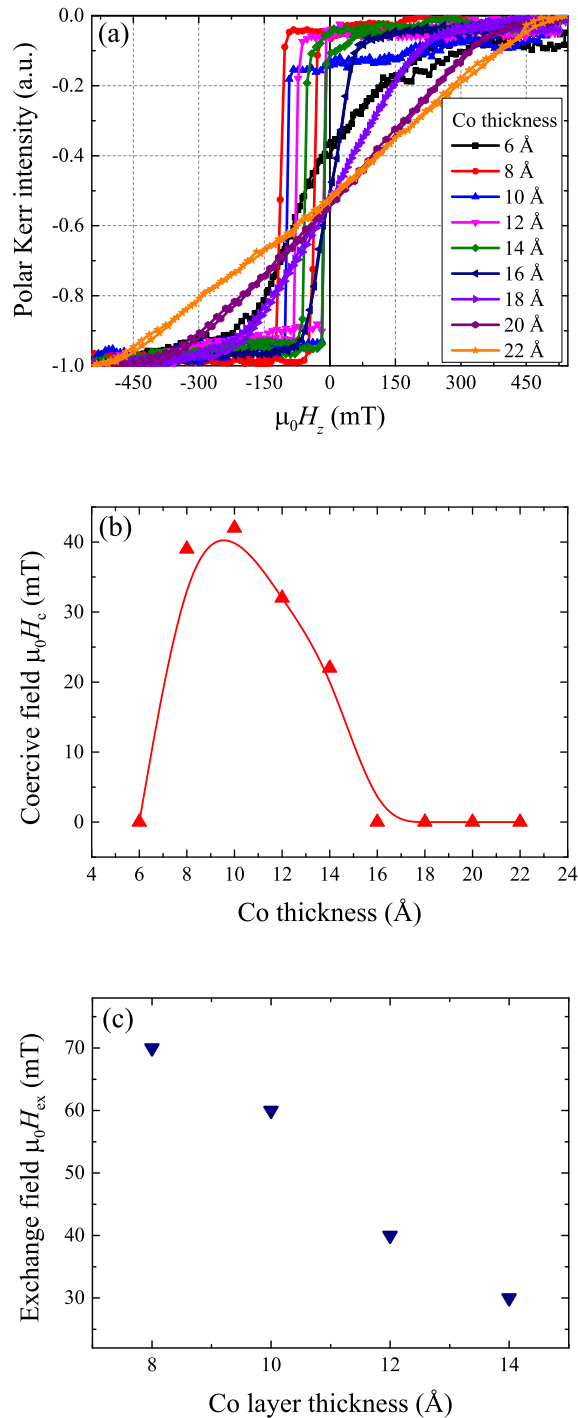 (a)
Polar Kerr intensity (a.u.)
0.0
-0.2
-0.4
-0.6
-0.8
-1.0
Co thickness
6 Å
8 Å
10 Å
12 Å
14 Å
16 Å
18 Å
20 Å
22 Å
-450 -300 -150 0 150 300 450
μ₀H_z (mT)
(b)
Coercive field μ₀H_c (mT)
40
30
20
10
0
4 6 8 10 12 14 16 18 20 22 24
Co thickness (Å)
(c)
Exchange field μ₀H_ex (mT)
70
60
50
40
30
8 10 12 14
Co layer thickness (Å)